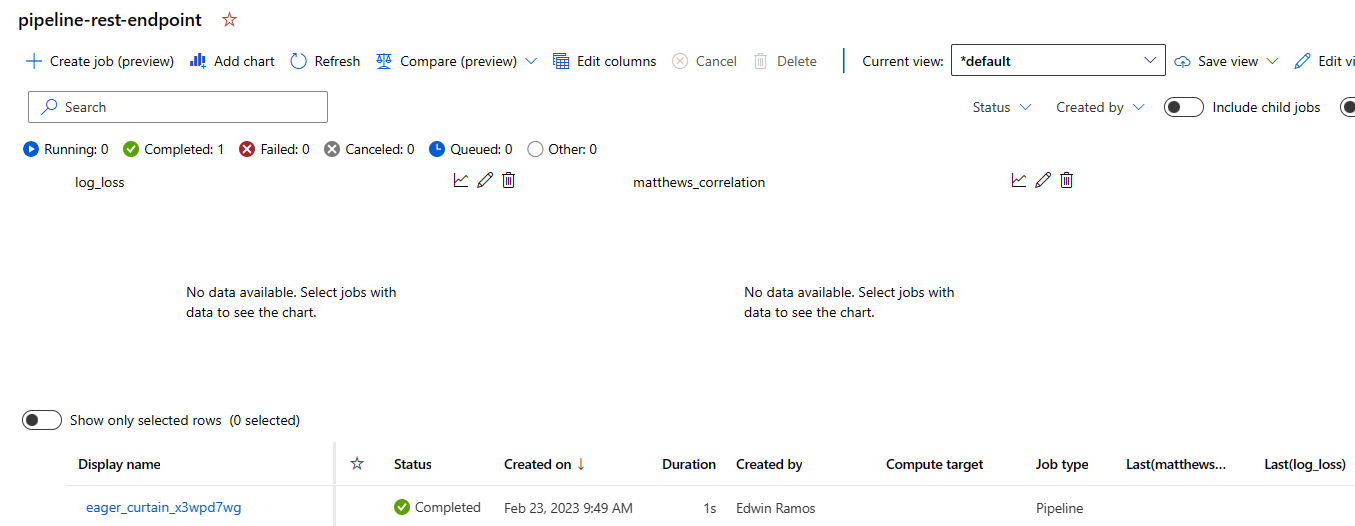 pipeline-rest-endpoint
Create job (preview) Add chart Refresh Compare (preview) Edit columns Cancel Delete Current view: *default Save view Edit vi
Search Status Created by Include child jobs
Running: 0 Completed: 1 Failed: 0 Canceled: 0 Queued: 0 Other: 0
log_loss matthews_correlation
No data available. Select jobs with No data available. Select jobs with
data to see the chart. data to see the chart.
Show only selected rows (0 selected)
Display name Status Created on ↓ Duration Created by Compute target Job type Last(matthews... Last(log_loss)
eager_curtain_x3wpd7wg Completed Feb 23, 2023 9:49 AM 1s Edwin Ramos Pipeline